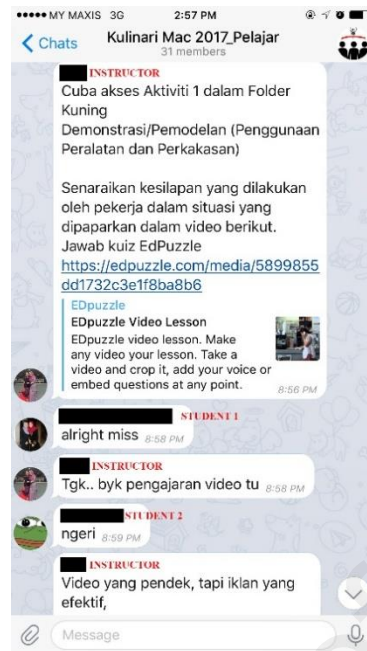 MY MAXIS 3G 2:57 PM
Chats
Kulinari Mac 2017_Pelajar
31 members
INSTRUCTOR
Cuba akses Aktiviti 1 dalam Folder
Kuning
Demonstrasi/Pemodelan (Penggunaan
Peralatan dan Perkakasan)
Senaraikan kesilapan yang dilakukan
oleh pekerja dalam situasi yang
dipaparkan dalam video berikut.
Jawab kuiz EdPuzzle
https://edpuzzle.com/media/5899855
dd1732c3e1f8ba8b6
EDpuzzle
EDpuzzle Video Lesson
EDpuzzle video lesson. Make
any video your lesson. Take a
video and crop it, add your voice or
embed questions at any point.
8:56 PM
STUDENT 1
alright miss 8:58 PM
INSTRUCTOR
Tgk.. byk pengajaran video tu 8:58 PM
STUDENT 2
ngeri 8:59 PM
INSTRUCTOR
Video yang pendek, tapi iklan yang
efektif,
Message